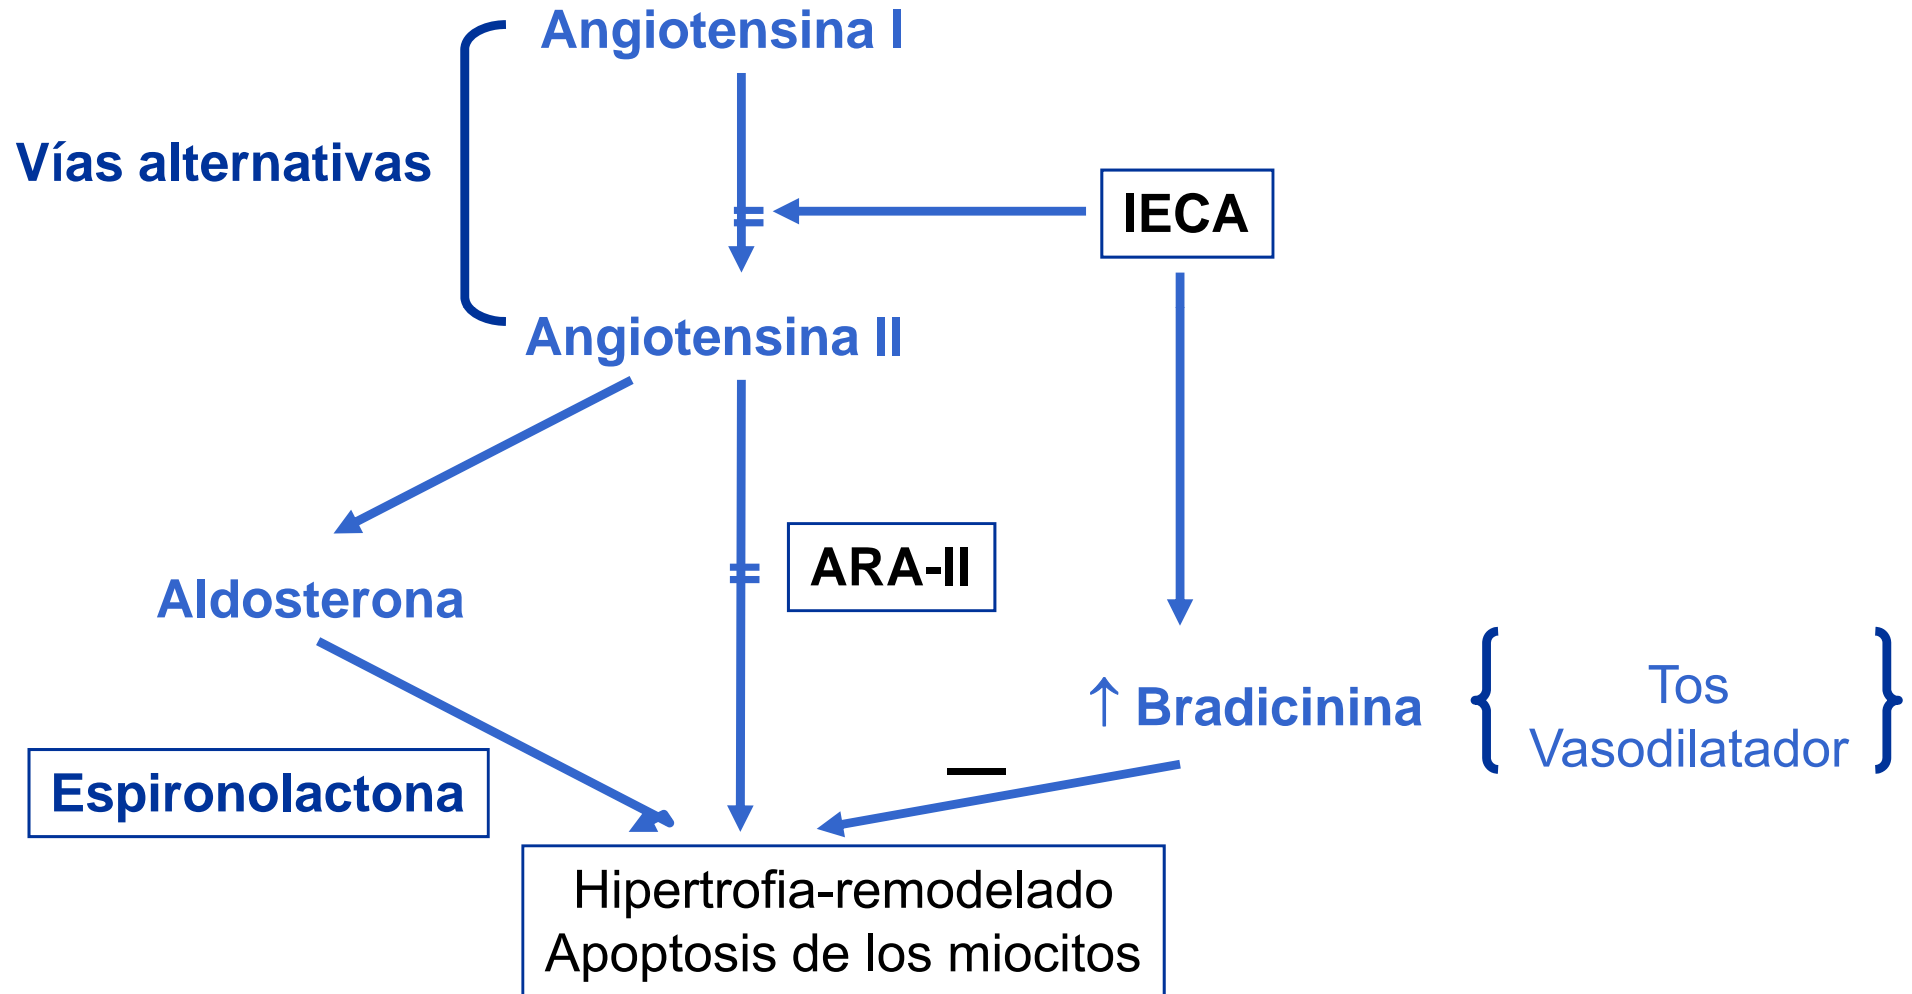 Angiotensina I
Vías alternativas
IECA
Angiotensina II
ARA-II
Aldosterona
↑ Bradicinina
Tos
Vasodilatador
Espironolactona
Hipertrofia-remodelado
Apoptosis de los miocitos